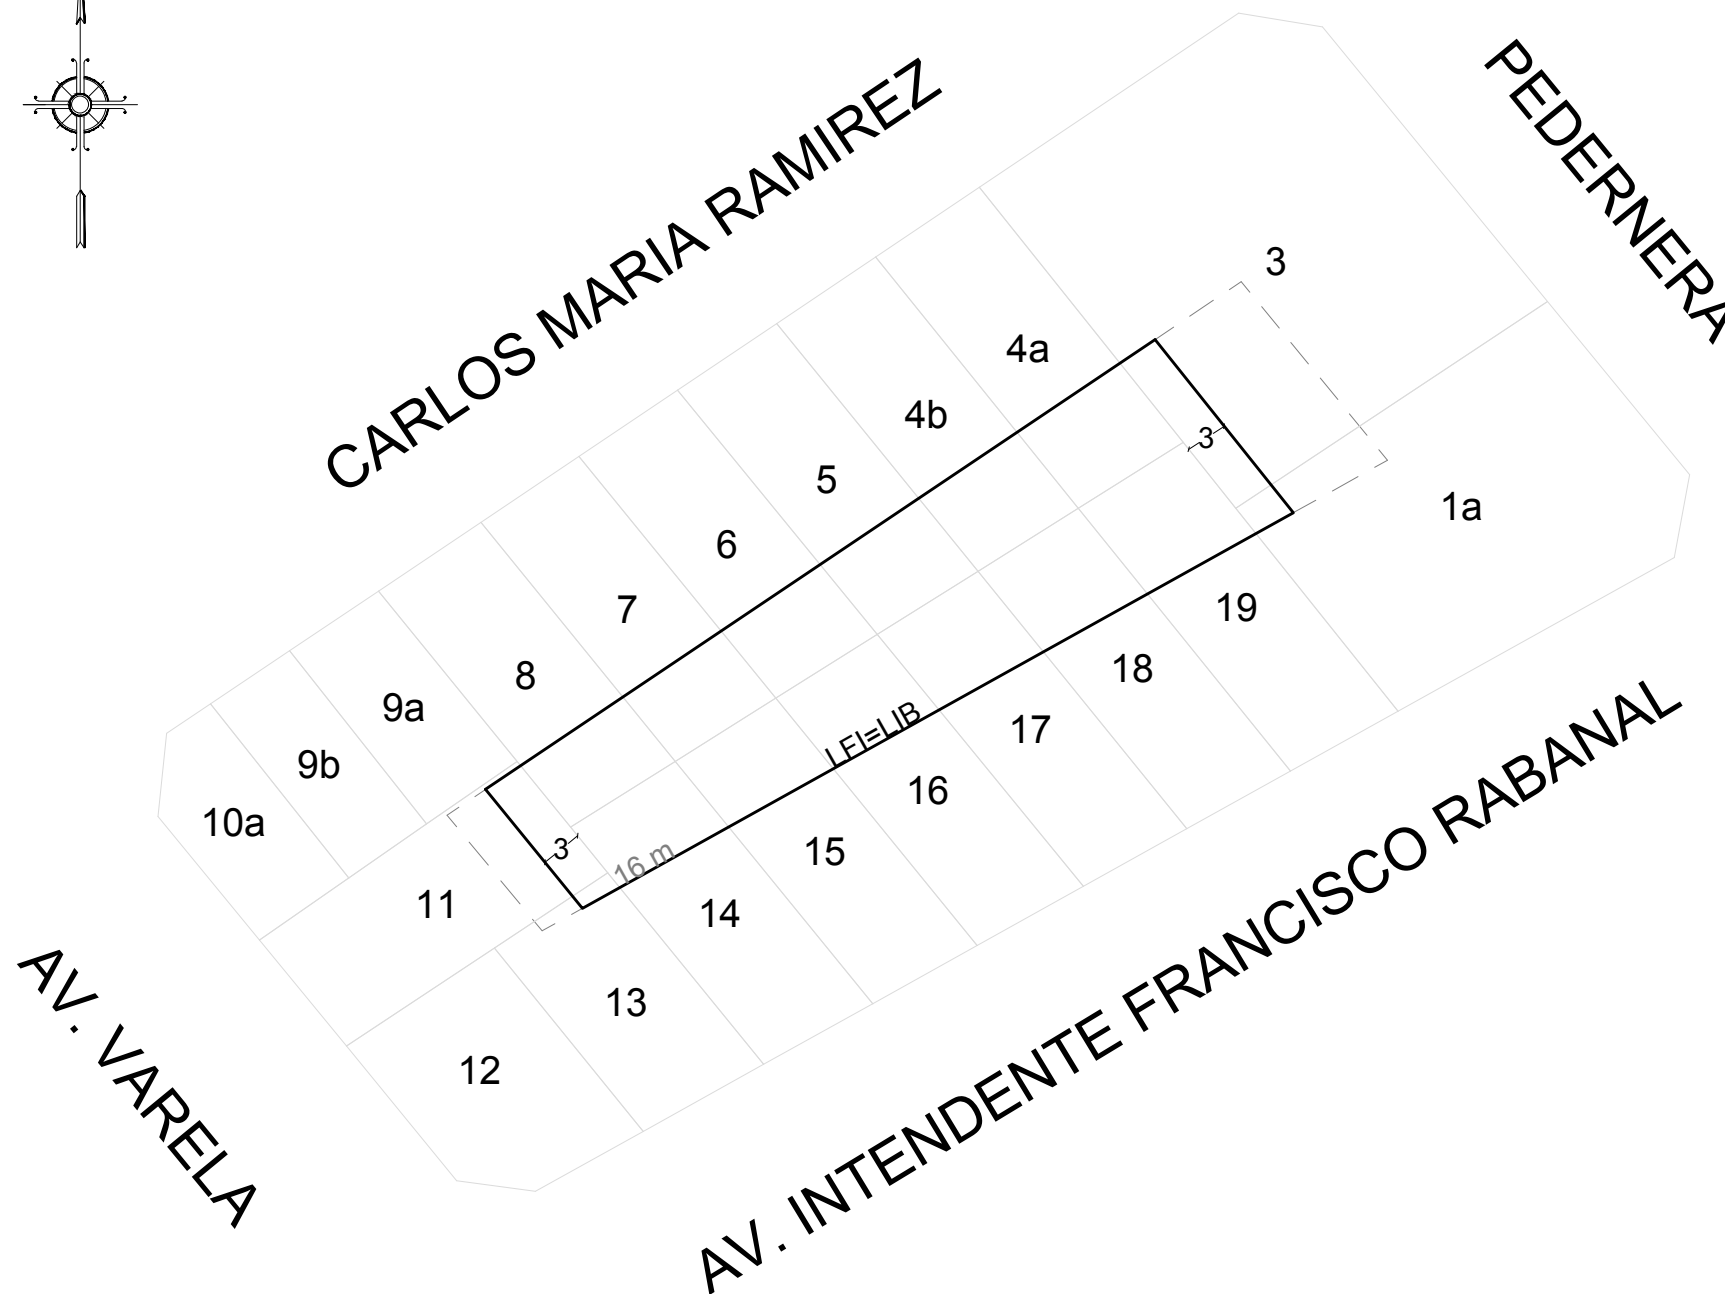 CARLOS MARIA RAMIREZ
PEDERNERA
3
4a
4b
5
6
7
8
9a
9b
10a
3
1a
19
18
17
LFI=LIB
16
15
16 m
3
14
11
13
12
AV. VARELA
AV. INTENDENTE FRANCISCO RABANAL